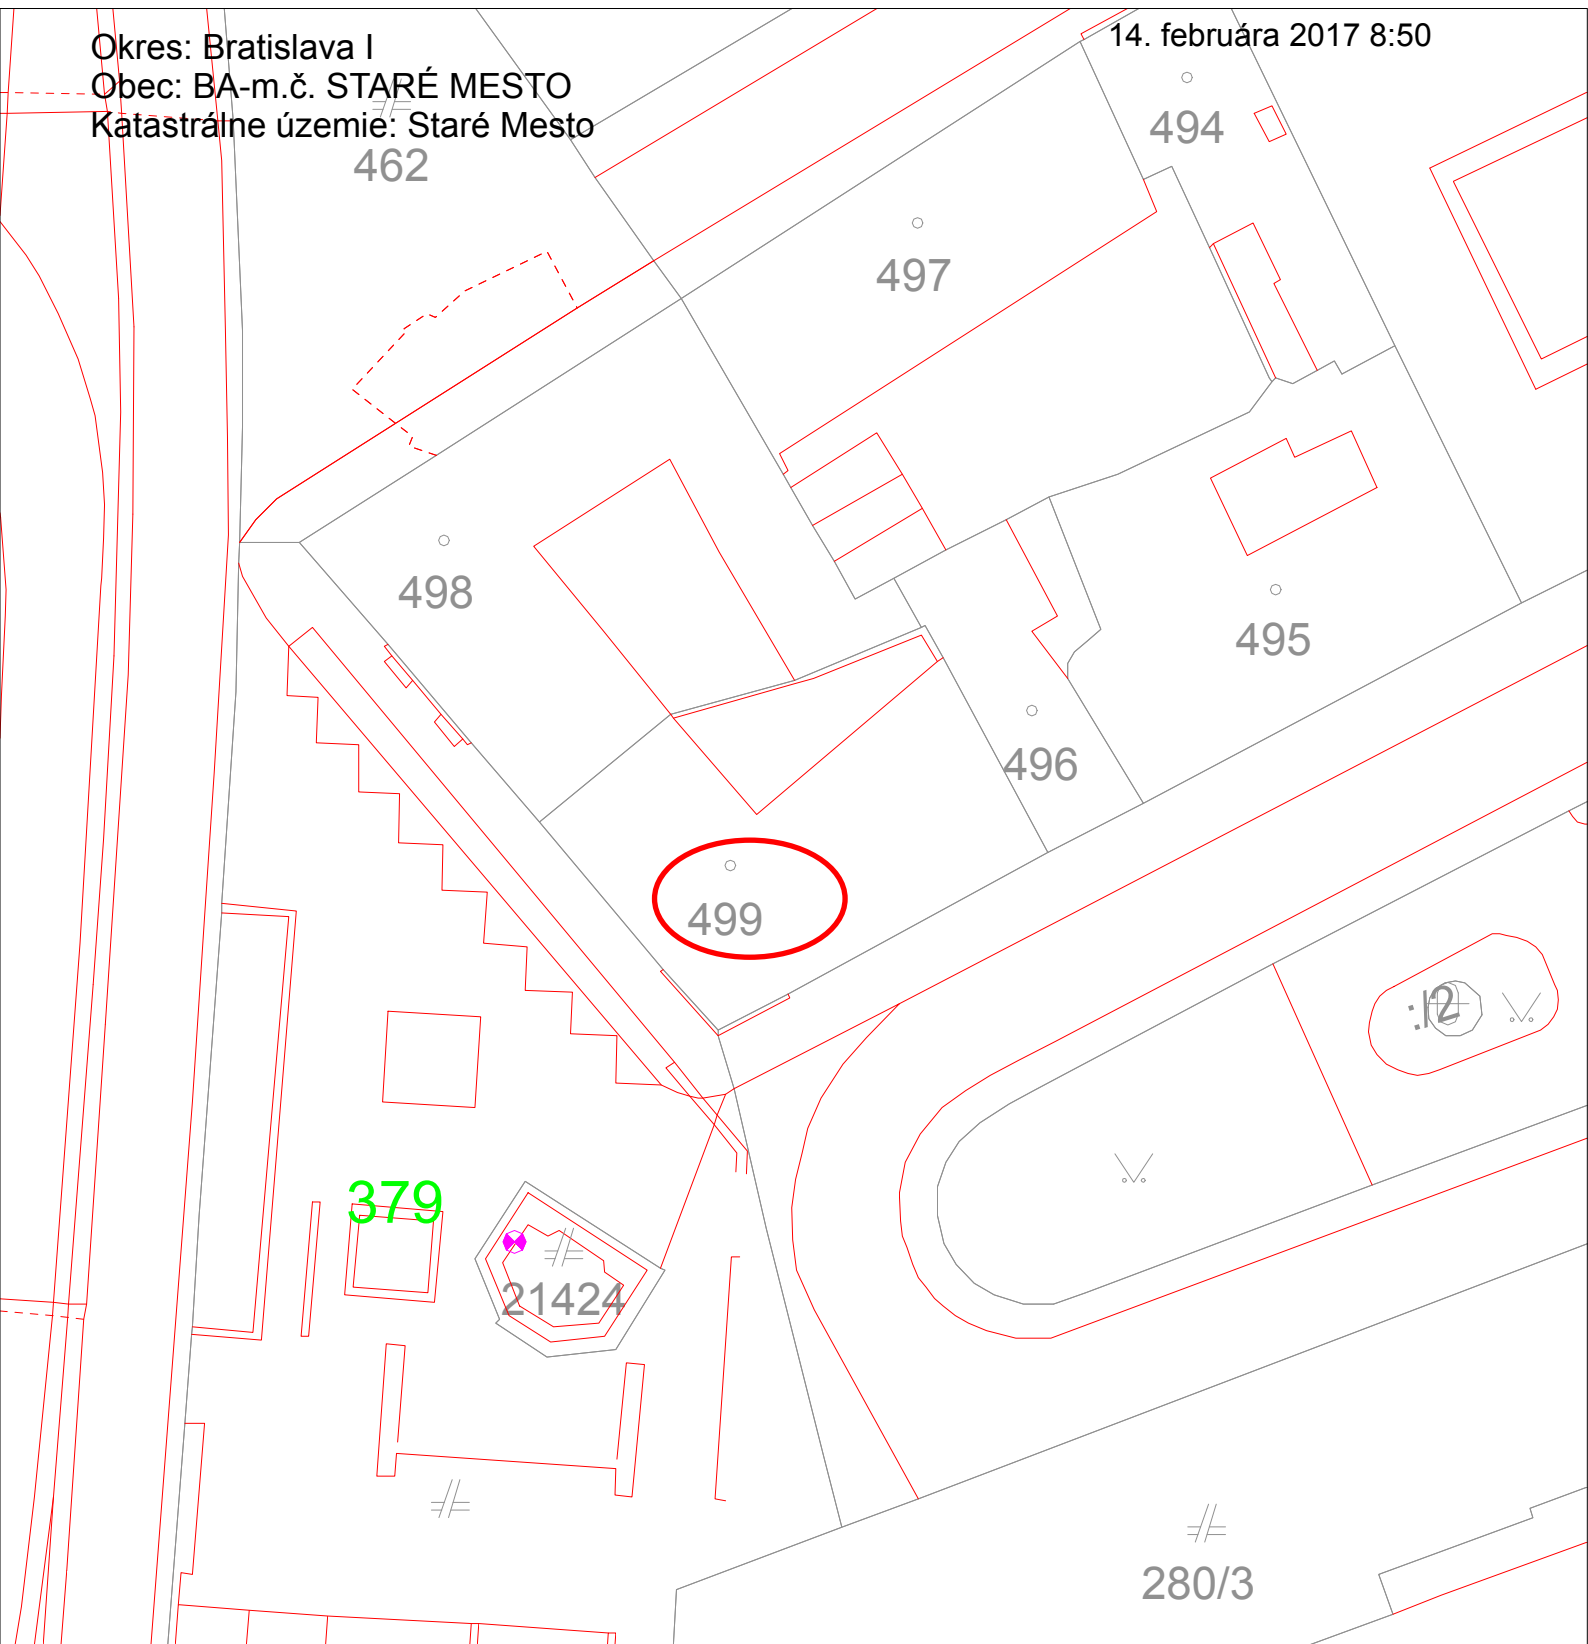 Okres: Bratislava I
Obec: BA-m.č. STARÉ MESTO
Katastrálne územie: Staré Mesto
14. februára 2017 8:50
462
494
497
498
495
496
499
:/2
379
21424
280/3